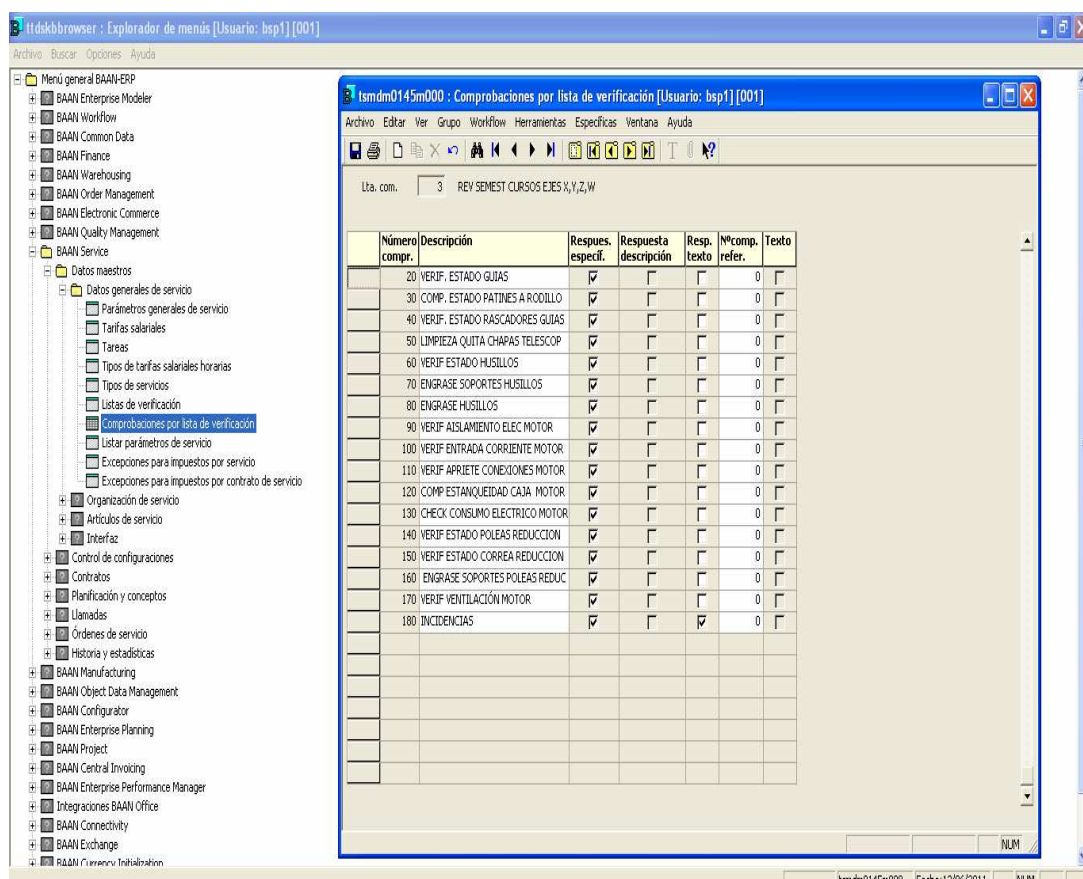 ttdskbbrowser : Explorador de menús [Usuario: bsp1] [001]
Archivo Buscar Opciones Ayuda
Menú general BAAN-ERP
BAAN Enterprise Modeler
BAAN Workflow
BAAN Common Data
BAAN Finance
BAAN Warehousing
BAAN Order Management
BAAN Electronic Commerce
BAAN Quality Management
BAAN Service
Datos maestros
Datos generales de servicio
Parámetros generales de servicio
Tarifas salariales
Tareas
Tipos de tarifas salariales horarias
Tipos de servicios
Listas de verificación
Comprobaciones por lista de verificación
Listar parámetros de servicio
Excepciones para impuestos por servicio
Excepciones para impuestos por contrato de servicio
Organización de servicio
Artículos de servicio
Interfaz
Control de configuraciones
Contratos
Planificación y conceptos
Llamadas
Órdenes de servicio
Historia y estadísticas
BAAN Manufacturing
BAAN Object Data Management
BAAN Configurator
BAAN Enterprise Planning
BAAN Project
BAAN Central Invoicing
BAAN Enterprise Performance Manager
Integraciones BAAN Office
BAAN Connectivity
BAAN Exchange
BAAN Currency Initialization
tsmdm0145m000 : Comprobaciones por lista de verificación [Usuario: bsp1] [001]
Archivo Editar Ver Grupo Workflow Herramientas Específicas Ventana Ayuda
Lta. com. 3 REV SEMEST CURSOS EJES X,Y,Z,W
Número Descripción Respues. Respuesta Resp. Nºcomp. Texto
compr. específ. descripción texto refer.
20 VERIF. ESTADO GUIAS 0
30 COMP. ESTADO PATINES A RODILLO 0
40 VERIF. ESTADO RASCADORES GUIAS 0
50 LIMPIEZA QUITA CHAPAS TELESCOP 0
60 VERIF ESTADO HUSILLOS 0
70 ENGRASE SOPORTES HUSILLOS 0
80 ENGRASE HUSILLOS 0
90 VERIF AISLAMIENTO ELEC MOTOR 0
100 VERIF ENTRADA CORRIENTE MOTOR 0
110 VERIF APRIETE CONEXIONES MOTOR 0
120 COMP ESTANQUEIDAD CAJA MOTOR 0
130 CHECK CONSUMO ELECTRICO MOTOR 0
140 VERIF ESTADO POLEAS REDUCCION 0
150 VERIF ESTADO CORREA REDUCCION 0
160 ENGRASE SOPORTES POLEAS REDUC 0
170 VERIF VENTILACIÓN MOTOR 0
180 INCIDENCIAS 0
NUM
tsmdm0145m000 Fecha:13/06/2011 NUM